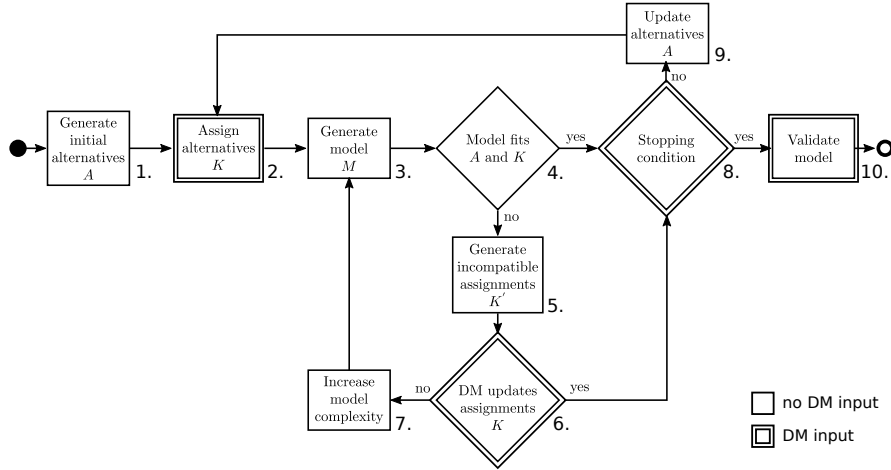 Update
alternatives
A
9.
no
Generate
initial
alternatives
A
1.
Assign
alternatives
K
2.
Generate
model
M
3.
Model fits
A and K
yes
4.
Stopping
condition
yes
8.
Validate
model
10.
no
Generate
incompatible
assignments
K′
5.
Increase
model
complexity
7.
no
DM updates
assignments
K
yes
6.
no DM input
DM input